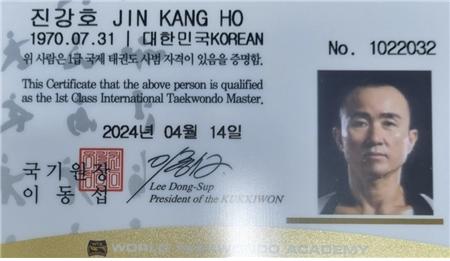 진강호 JIN KANG HO
1970.07.31 | 대한민국KOREAN
No. 1022032
위 사람은 1급 국제 태권도 사범 자격이 있음을 증명함.
This Certificate that the above person is qualified
as the 1st Class International Taekwondo Master.
2024년 04월 14일
국기원장
이동섭
Lee Dong-Sup
President of the KUKKIWON
WORLD TAEKWONDO ACADEMY